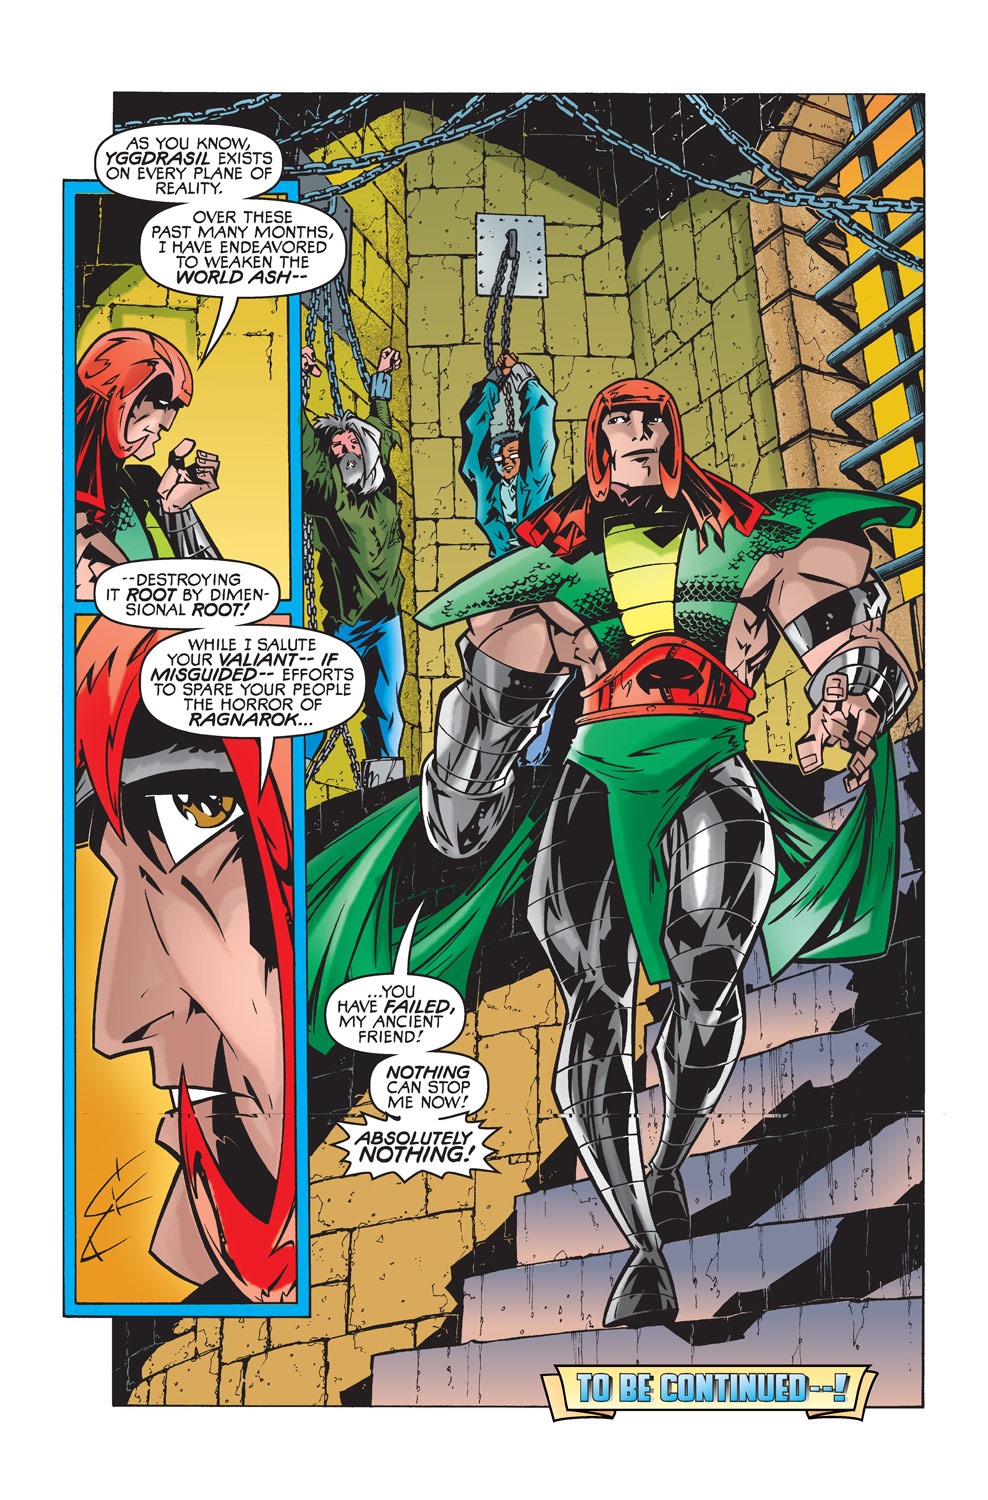 AS YOU KNOW,
YGGDRASIL EXISTS
ON EVERY PLANE OF
REALITY.
OVER THESE
PAST MANY MONTHS,
I HAVE ENDEAVORED
TO WEAKEN THE
WORLD ASH--
--DESTROYING
IT ROOT BY DIMEN-
SIONAL ROOT!
WHILE I SALUTE
YOUR VALIANT-- IF
MISGUIDED-- EFFORTS
TO SPARE YOUR PEOPLE
THE HORROR OF
RAGNAROK...
...YOU
HAVE FAILED,
MY ANCIENT
FRIEND!
NOTHING
CAN STOP
ME NOW!
ABSOLUTELY
NOTHING!
TO BE CONTINUED--!